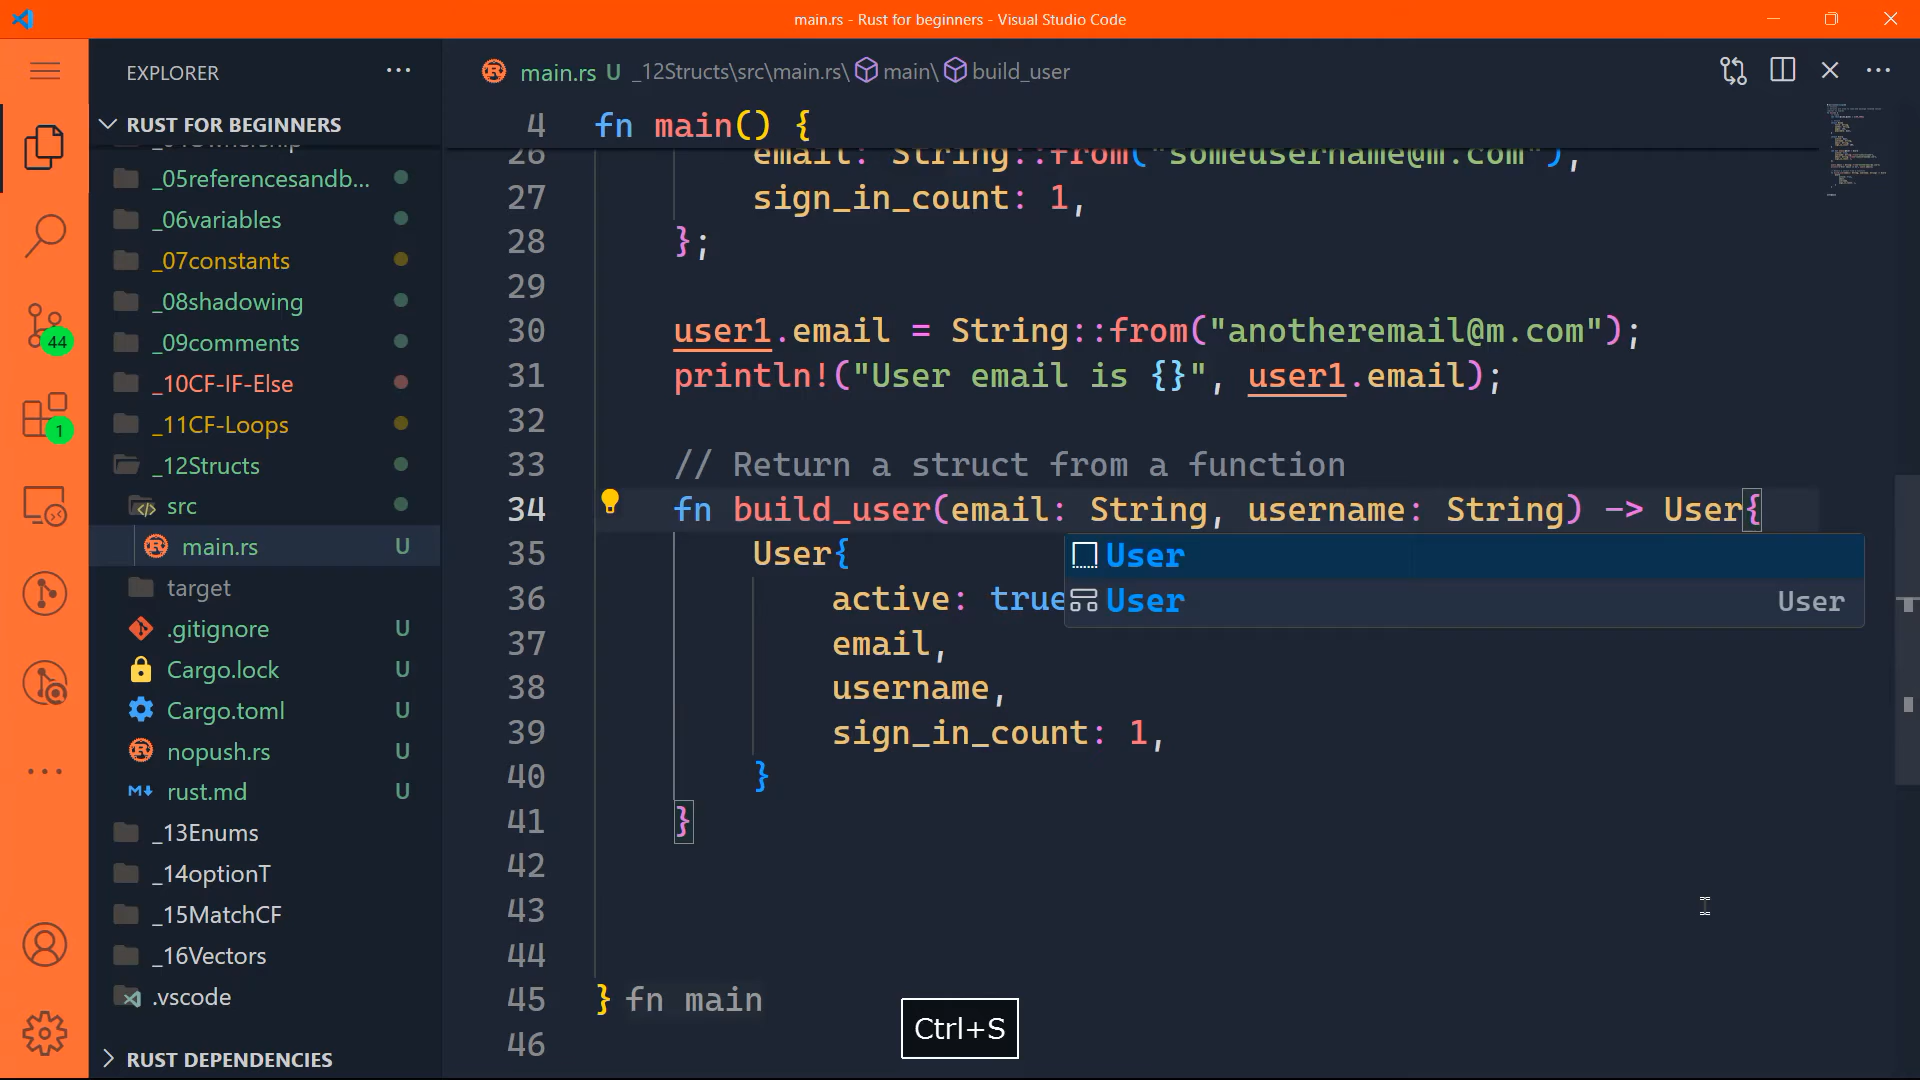 main.rs - Rust for beginners - Visual Studio Code
EXPLORER
RUST FOR BEGINNERS
_05referencesandb...
_06variables
_07constants
_08shadowing
_09comments
_10CF-IF-Else
_11CF-Loops
_12Structs
src
main.rs U
target
.gitignore U
Cargo.lock U
Cargo.toml U
nopush.rs U
rust.md U
_13Enums
_14optionT
_15MatchCF
_16Vectors
.vscode
RUST DEPENDENCIES
44
1
main.rs U _12Structs\src\main.rs\ main\ build_user
4 fn main() {
26 email: String::from("someusername@m.com"),
27 sign_in_count: 1,
28 };
29
30 user1.email = String::from("anotheremail@m.com");
31 println!("User email is {}", user1.email);
32
33 // Return a struct from a function
34 fn build_user(email: String, username: String) -> User{
35 User{
36 active: true
37 email,
38 username,
39 sign_in_count: 1,
40 }
41 }
42
43
44
45 } fn main
46
User
User User
Ctrl+S